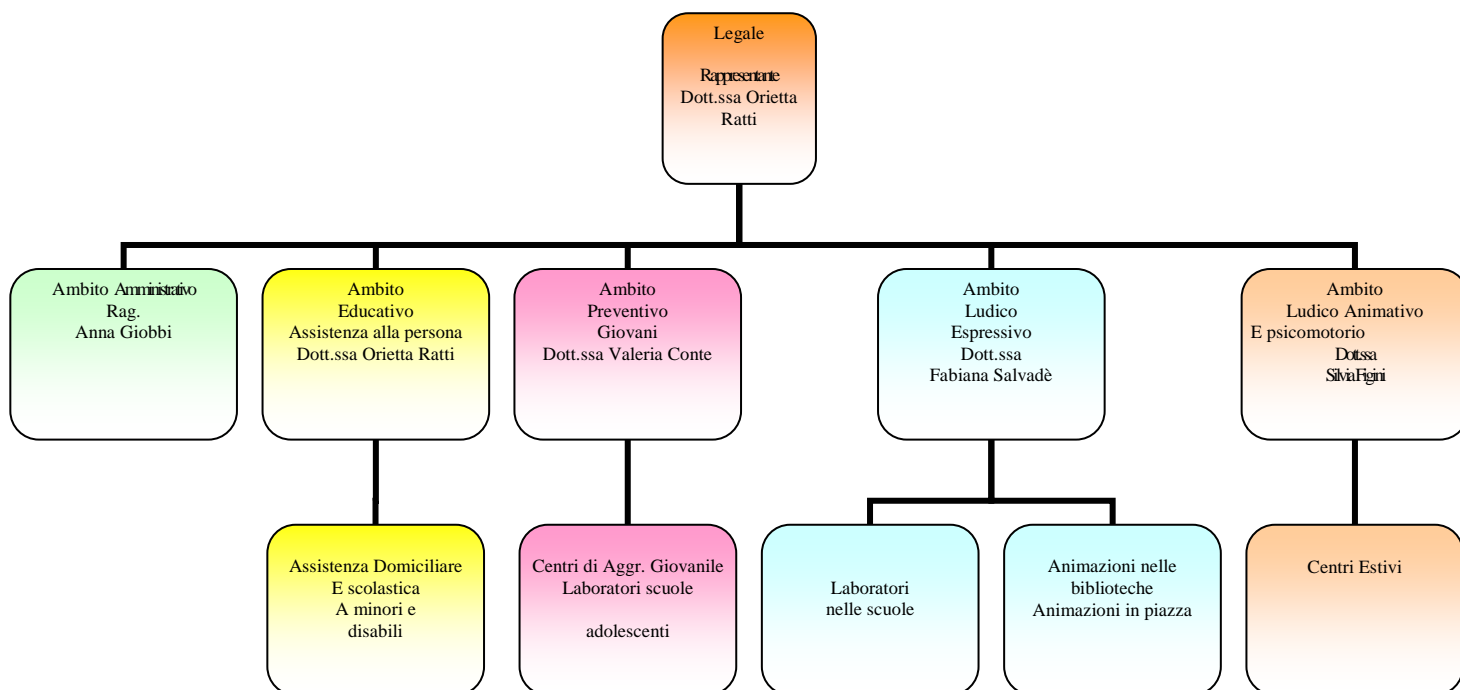 Legale
Rappresentante
Dott.ssa Orietta
Ratti
Ambito Amministrativo
Rag.
Anna Giobbi
Ambito
Educativo
Assistenza alla persona
Dott.ssa Orietta Ratti
Ambito
Preventivo
Giovani
Dott.ssa Valeria Conte
Ambito
Ludico
Espressivo
Dott.ssa
Fabiana Salvadè
Ambito
Ludico Animativo
E psicomotorio
Dott.ssa
Silvia Figini
Assistenza Domiciliare
E scolastica
A minori e
disabili
Centri di Aggr. Giovanile
Laboratori scuole
adolescenti
Laboratori
nelle scuole
Animazioni nelle
biblioteche
Animazioni in piazza
Centri Estivi